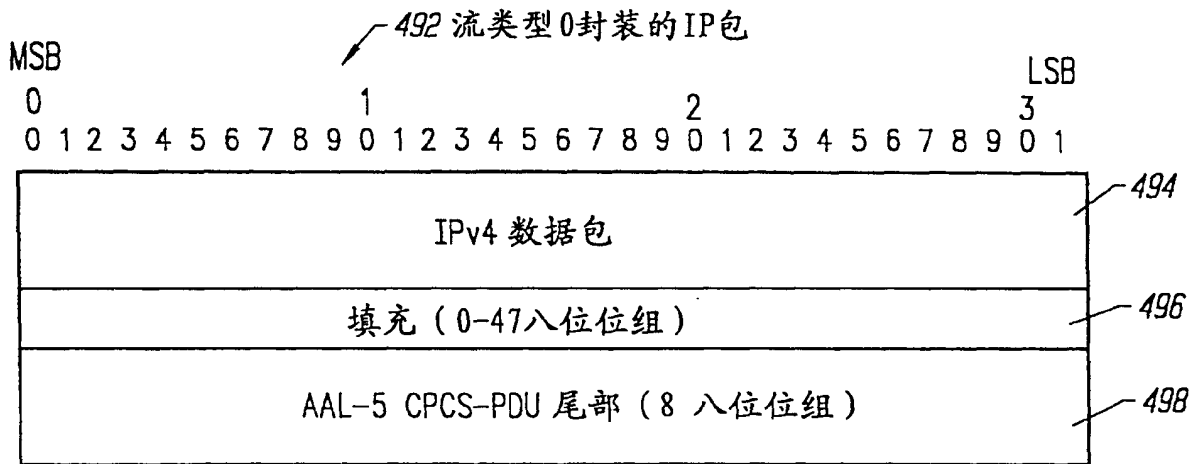 492 流类型0封装的IP包
MSB LSB
0 1 2 3
0 1 2 3 4 5 6 7 8 9 0 1 2 3 4 5 6 7 8 9 0 1 2 3 4 5 6 7 8 9 0 1
494
IPv4 数据包
填充(0-47八位位组)
496
AAL-5 CPCS-PDU 尾部(8 八位位组)
498